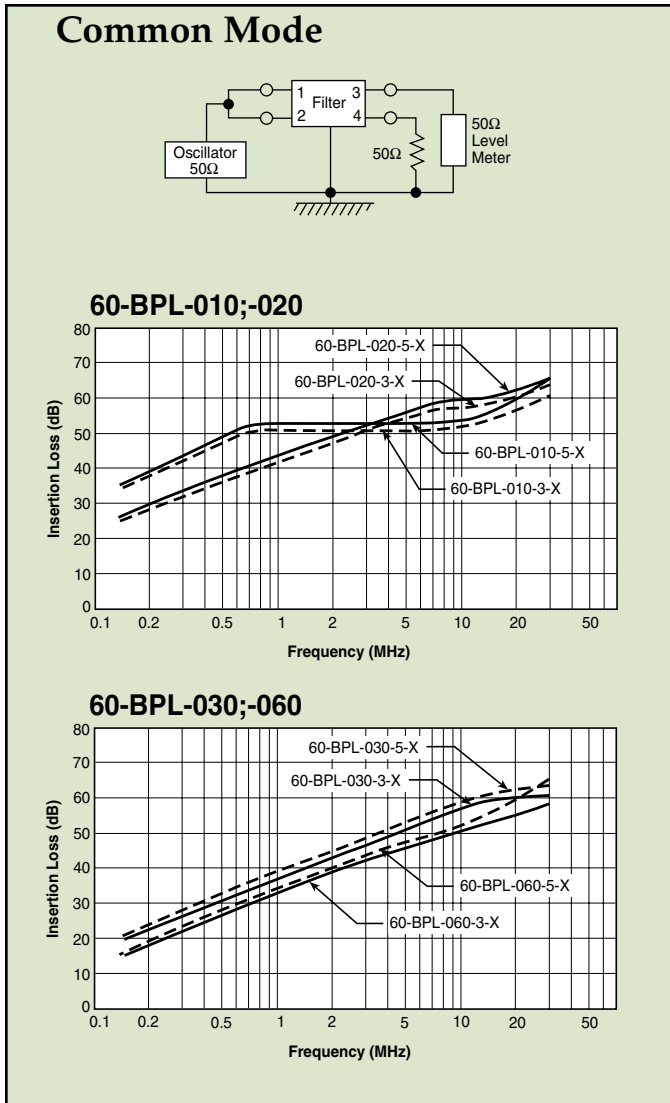 Common Mode
1 3
Filter
2 4
Oscillator
50Ω
50Ω
50Ω
Level
Meter
60-BPL-010;-020
80
70
60
50
40
30
20
10
0
Insertion Loss (dB)
60-BPL-020-5-X
60-BPL-020-3-X
60-BPL-010-5-X
60-BPL-010-3-X
0.1 0.2 0.5 1 2 5 10 20 50
Frequency (MHz)
60-BPL-030;-060
80
70
60
50
40
30
20
10
0
Insertion Loss (dB)
60-BPL-030-5-X
60-BPL-030-3-X
60-BPL-060-5-X
60-BPL-060-3-X
0.1 0.2 0.5 1 2 5 10 20 50
Frequency (MHz)